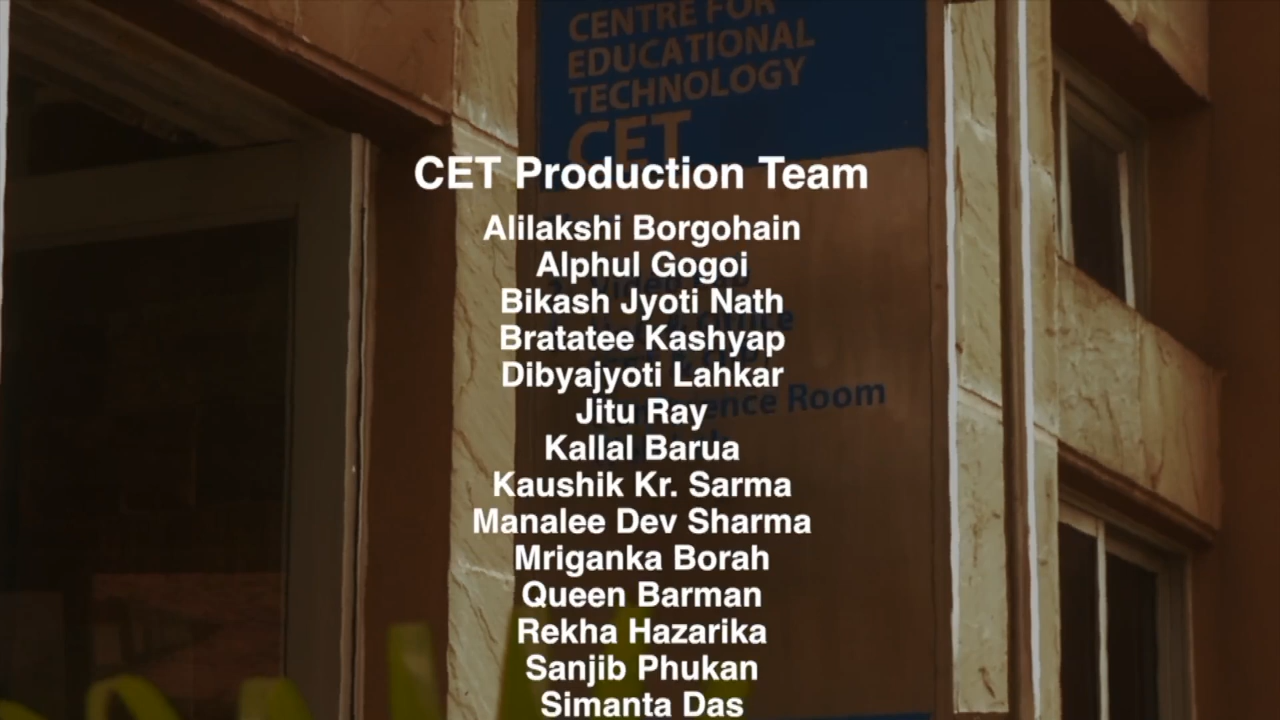 CENTRE FOR
EDUCATIONAL
TECHNOLOGY
CET
CET Production Team
Alilakshi Borgohain
Alphul Gogoi
Bikash Jyoti Nath
Bratatee Kashyap
Dibyajyoti Lahkar
Jitu Ray
Kallal Barua
Kaushik Kr. Sarma
Manalee Dev Sharma
Mriganka Borah
Queen Barman
Rekha Hazarika
Sanjib Phukan
Simanta Das
Room